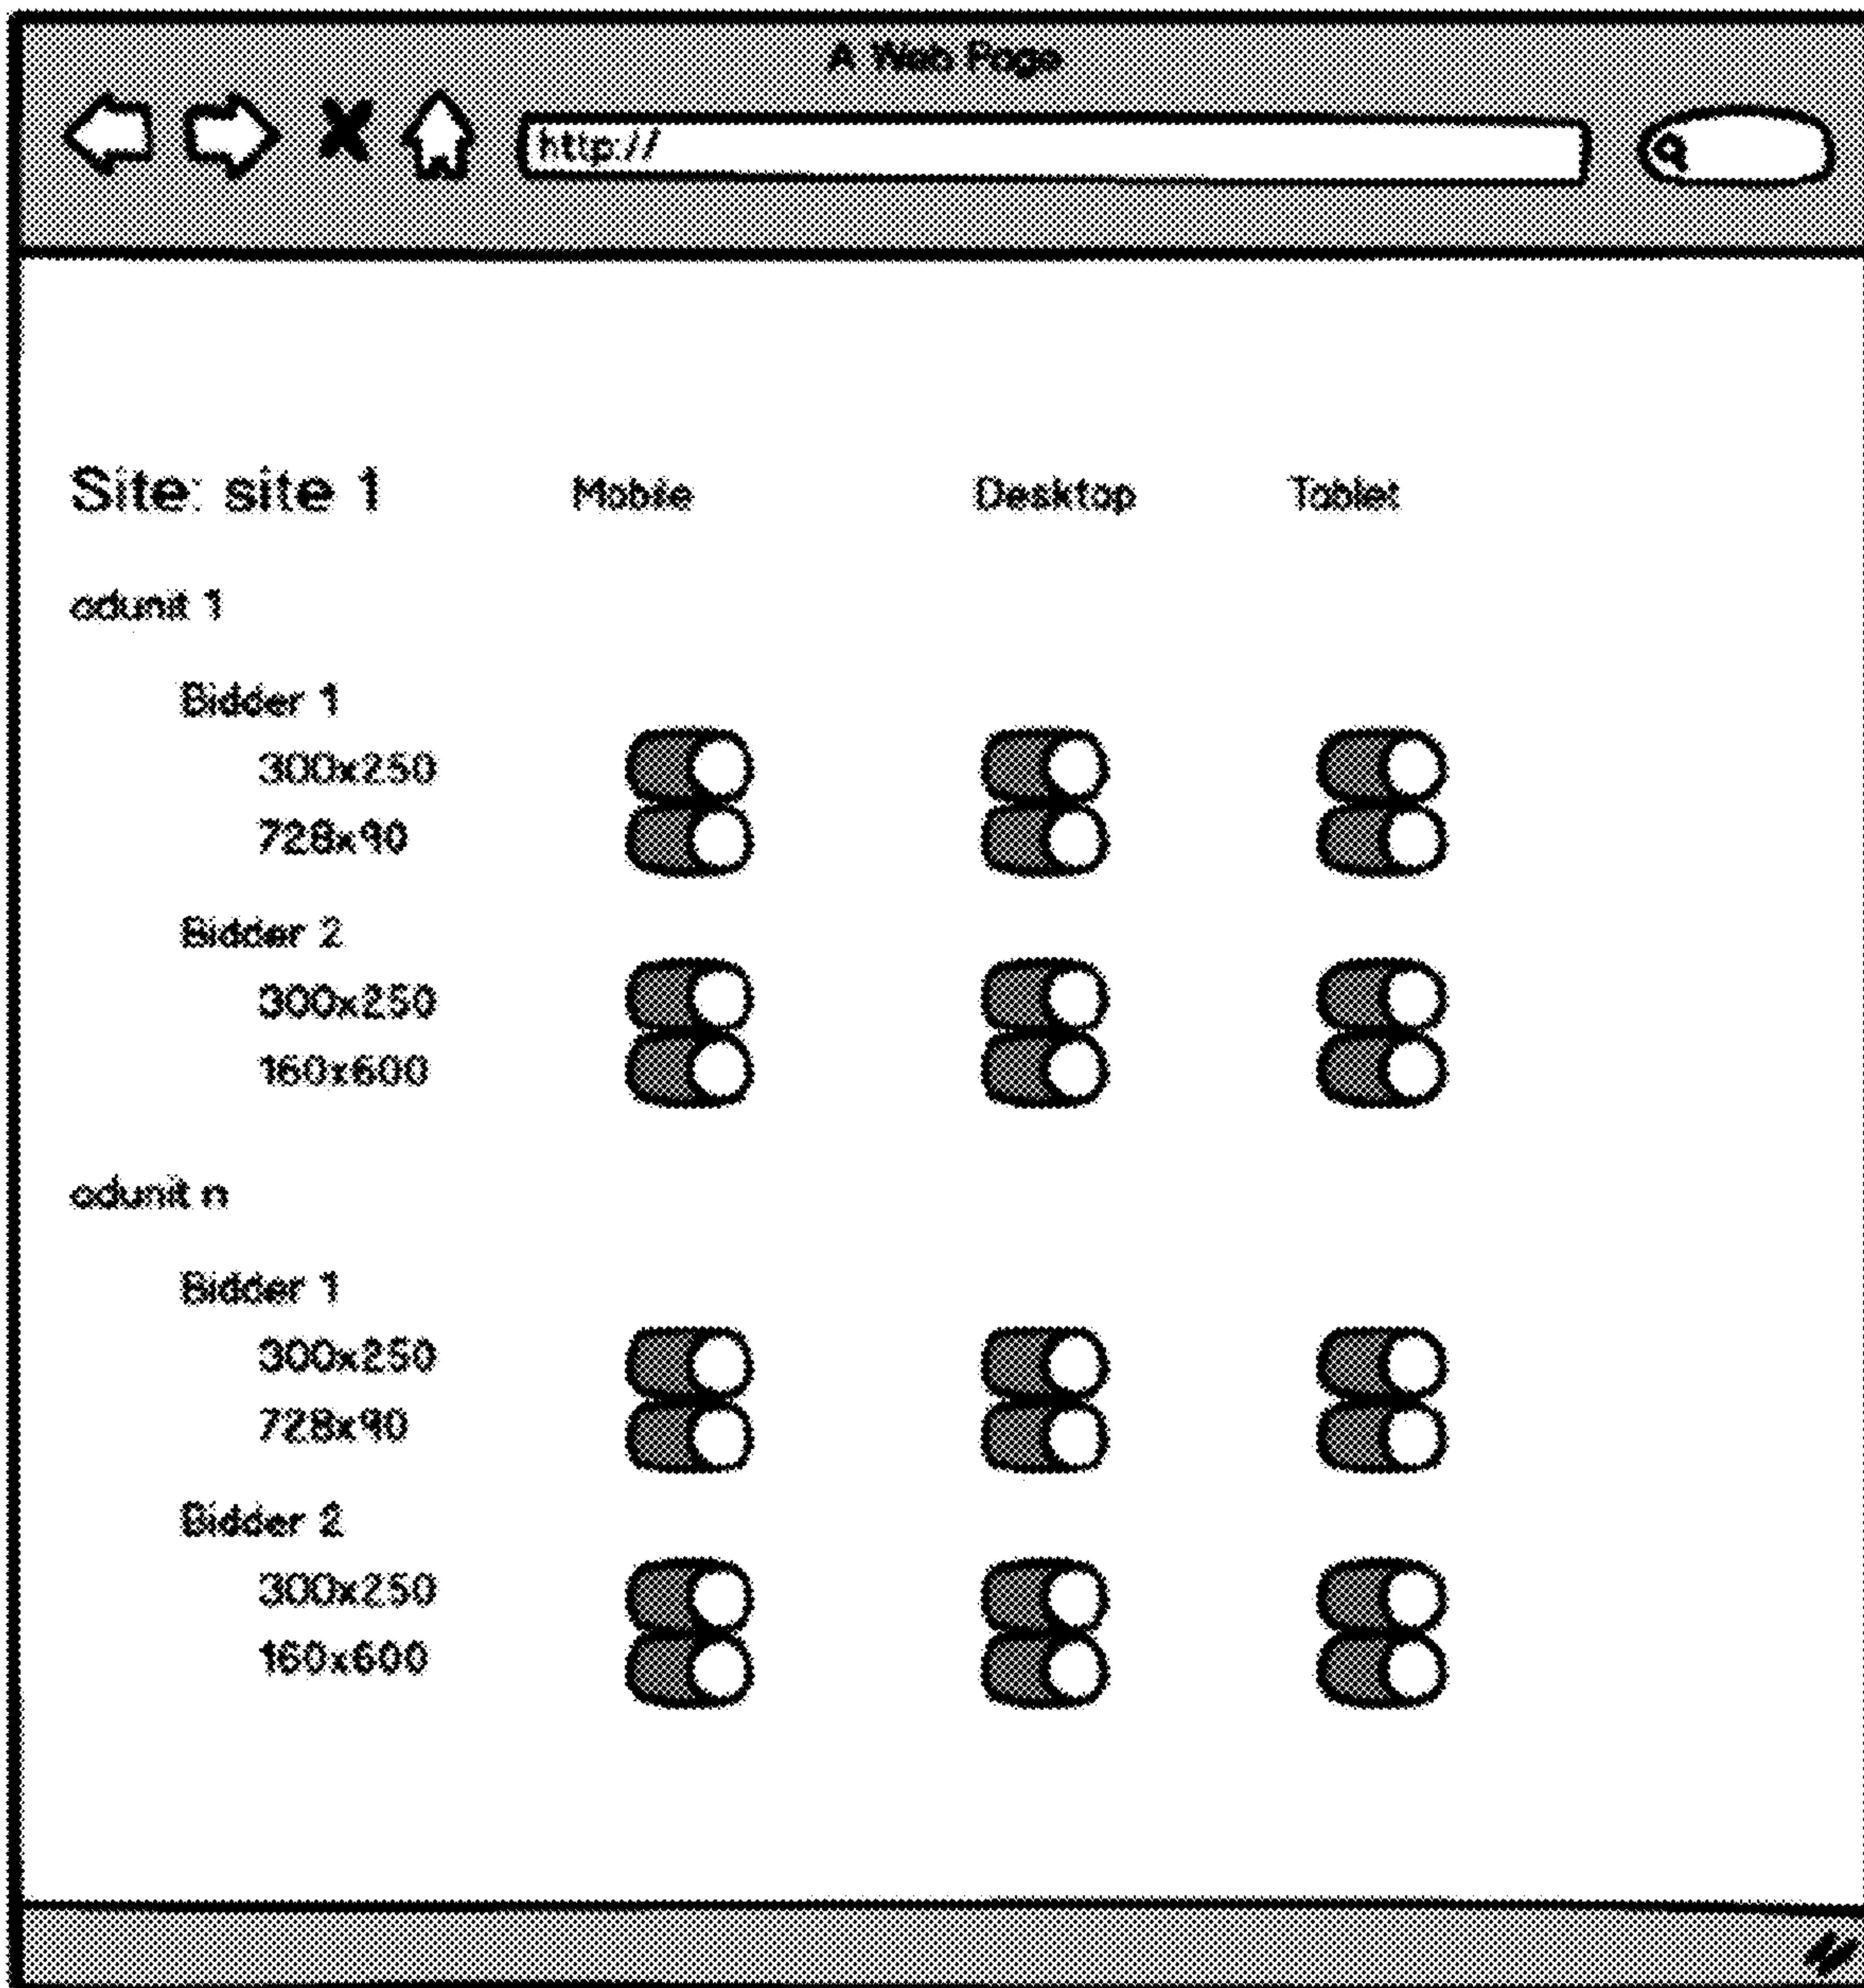 A Web Page
http://
Site: site 1 Mobile Desktop Tablet
adunit 1
Bidder 1
300x250
728x90
Bidder 2
300x250
160x600
adunit n
Bidder 1
300x250
728x90
Bidder 2
300x250
160x600